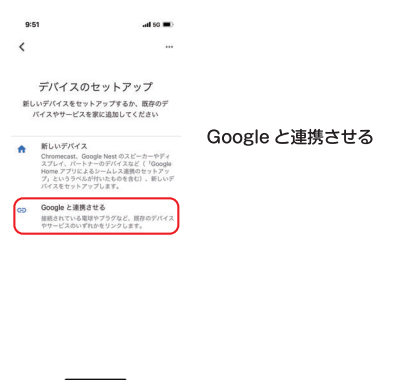 9:51
5G
デバイスのセットアップ
新しいデバイスをセットアップするか、既存のデ
バイスやサービスを家に追加してください
新しいデバイス
Chromecast、Google Nest のスピーカーやディ
スプレイ、パートナーのデバイスなど（「Google
Home アプリによるシームレス連携のセットアッ
プ」というラベルが付いたものを含む）、新しいデ
バイスをセットアップします。
Google と連携させる
接続されている電球やプラグなど、既存のデバイス
やサービスのいずれかをリンクします。
Google と連携させる